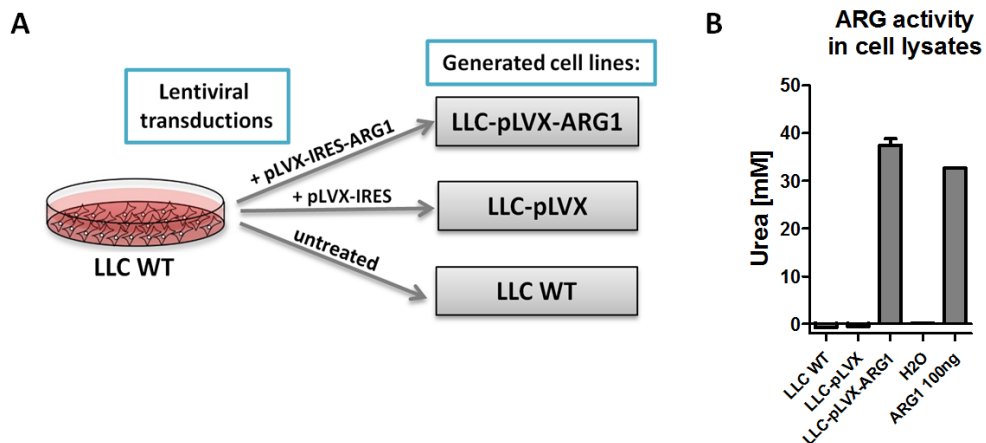 A
Lentiviral
transductions
Generated cell lines:
+ pLVX-IRES-ARG1
LLC-pLVX-ARG1
+ pLVX-IRES
LLC-pLVX
untreated
LLC WT
LLC WT
B
ARG activity
in cell lysates
Urea [mM]
50
40
30
20
10
0
LLC WT
LLC-pLVX
LLC-pLVX-ARG1
H2O
ARG1 100ng